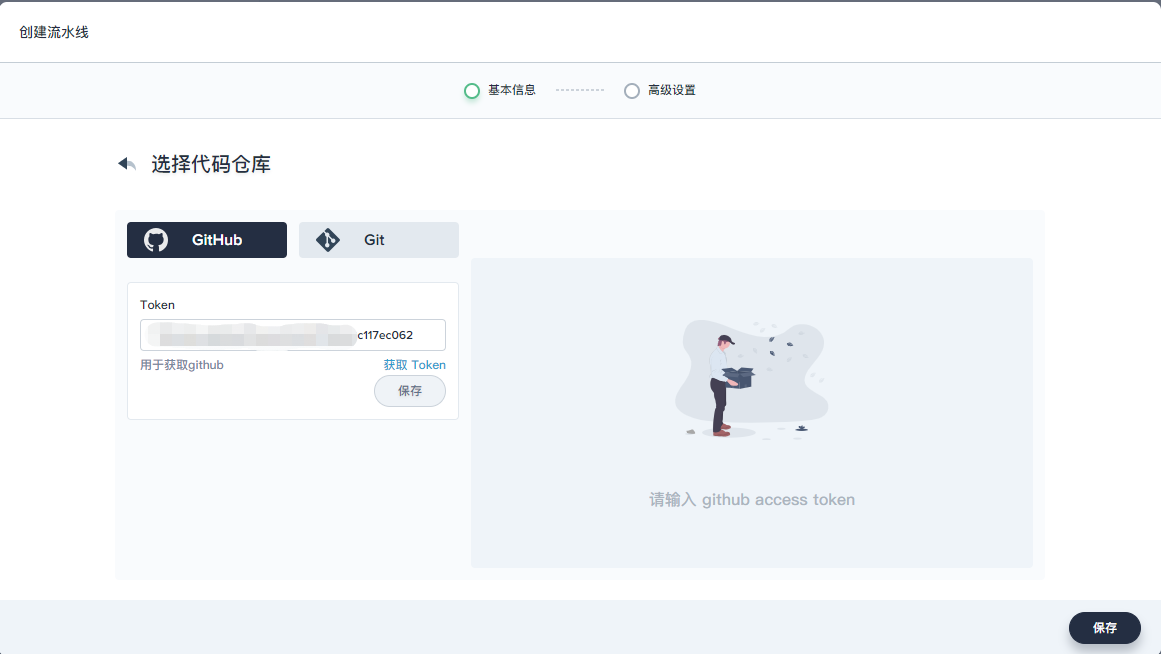 创建流水线
基本信息
高级设置
选择代码仓库
GitHub
Git
Token
c117ec062
用于获取github
获取 Token
保存
请输入 github access token
保存